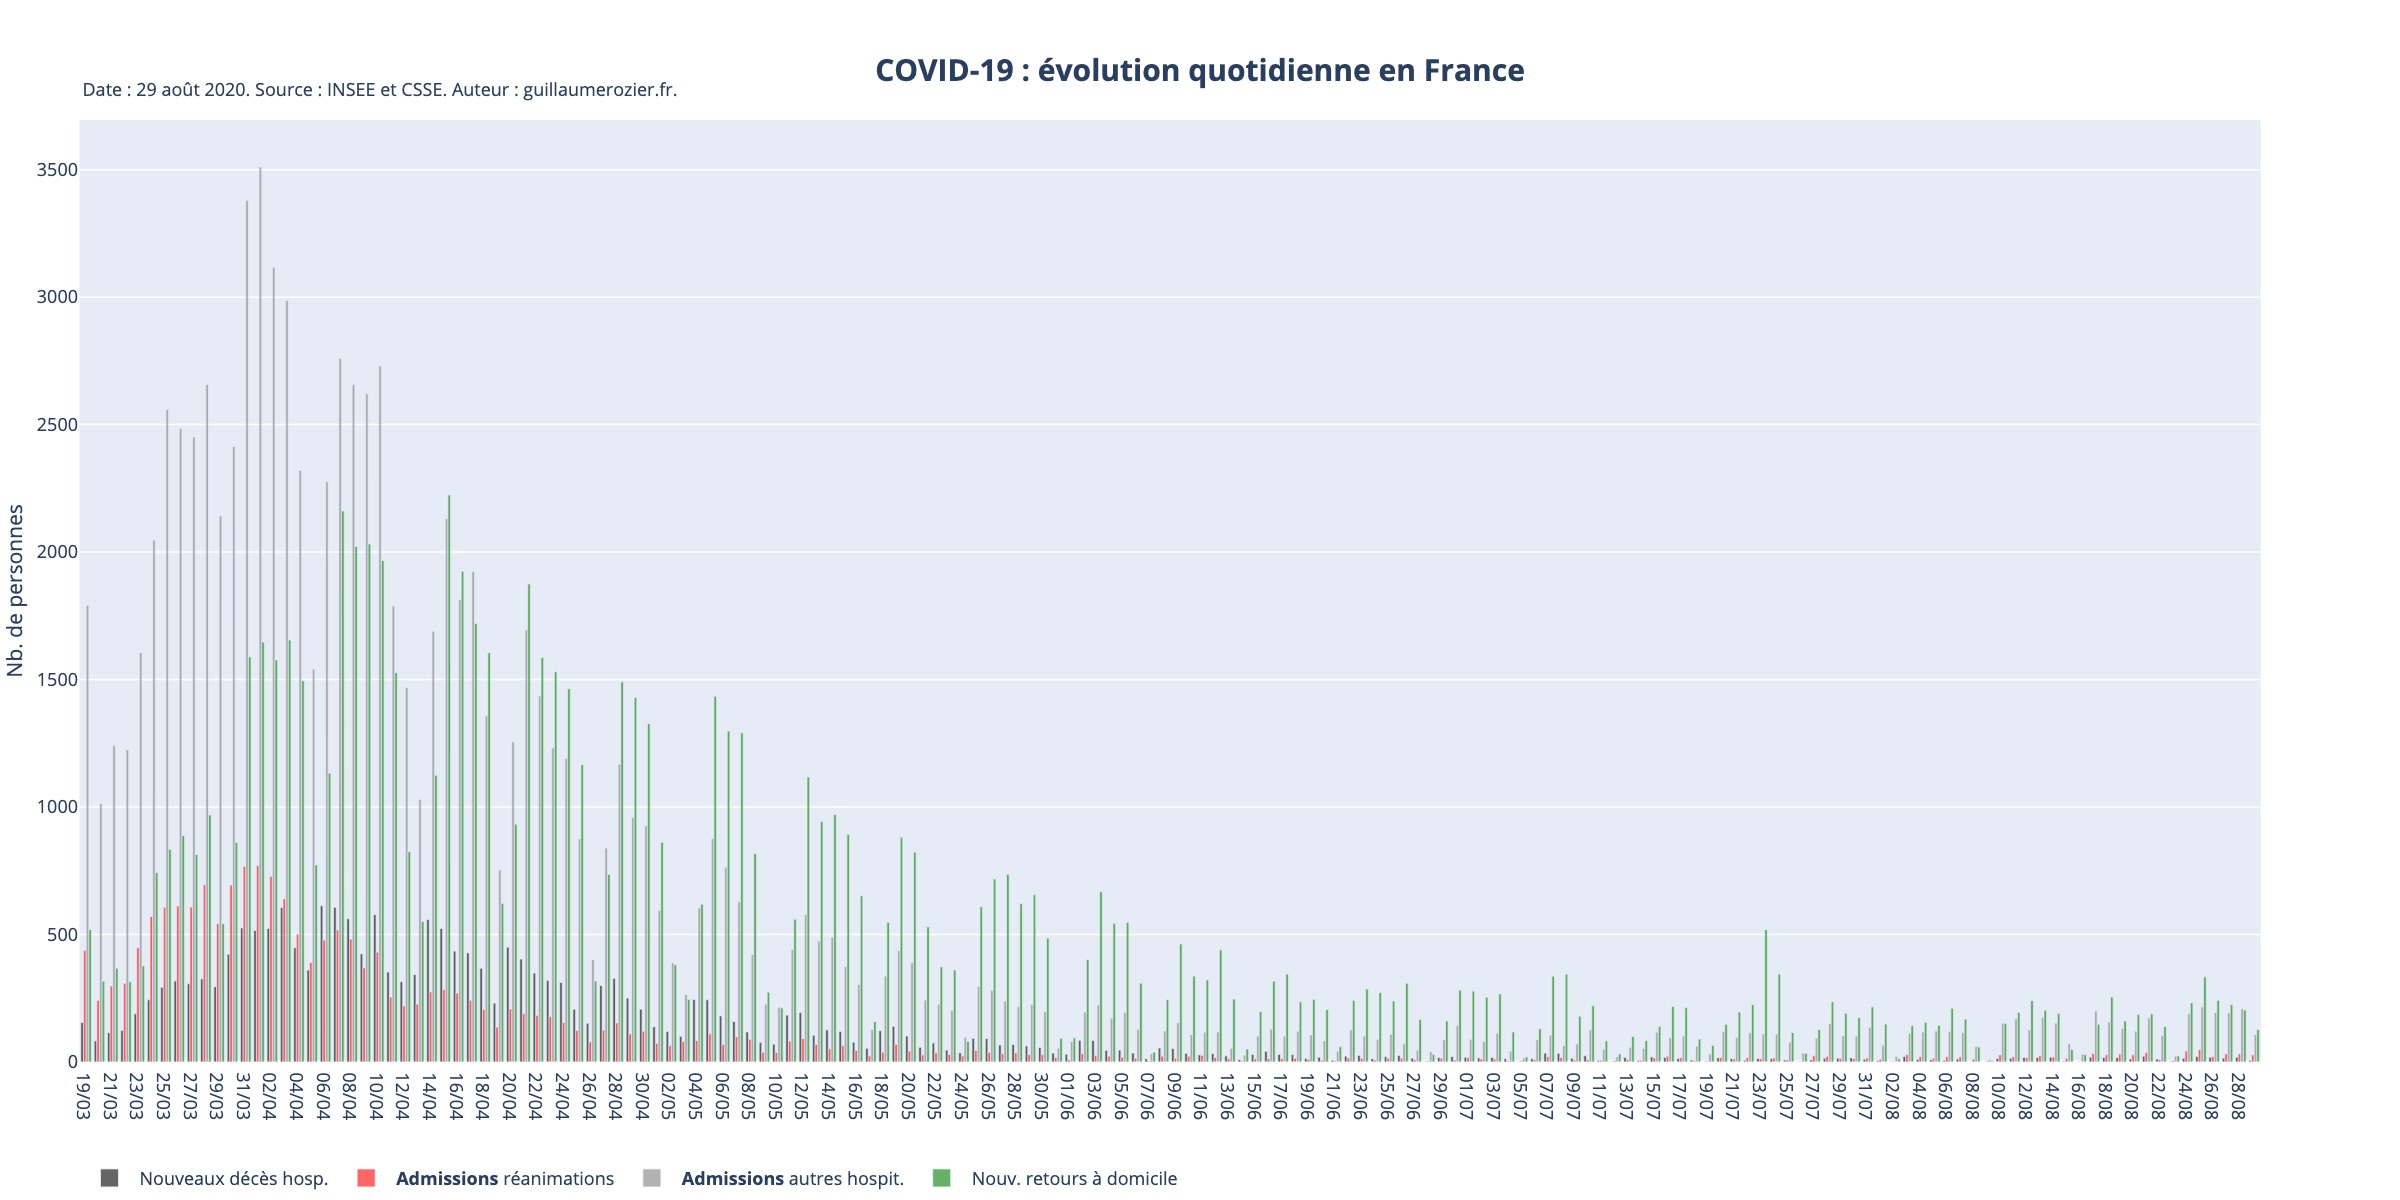 COVID-19 : évolution quotidienne en France
Date : 29 août 2020. Source : INSEE et CSSE. Auteur : guillaumerozier.fr.
Nb. de personnes
3500
3000
2500
2000
1500
1000
500
0
19/03 21/03 23/03 25/03 27/03 29/03 31/03 02/04 04/04 06/04 08/04 10/04 12/04 14/04 16/04 18/04 20/04 22/04 24/04 26/04 28/04 30/04 02/05 04/05 06/05 08/05 10/05 12/05 14/05 16/05 18/05 20/05 22/05 24/05 26/05 28/05 30/05 01/06 03/06 05/06 07/06 09/06 11/06 13/06 15/06 17/06 19/06 21/06 23/06 25/06 27/06 29/06 01/07 03/07 05/07 07/07 09/07 11/07 13/07 15/07 17/07 19/07 21/07 23/07 25/07 27/07 29/07 31/07 02/08 04/08 06/08 08/08 10/08 12/08 14/08 16/08 18/08 20/08 22/08 24/08 26/08 28/08
Nouveaux décès hosp. Admissions réanimations Admissions autres hospit. Nouv. retours à domicile